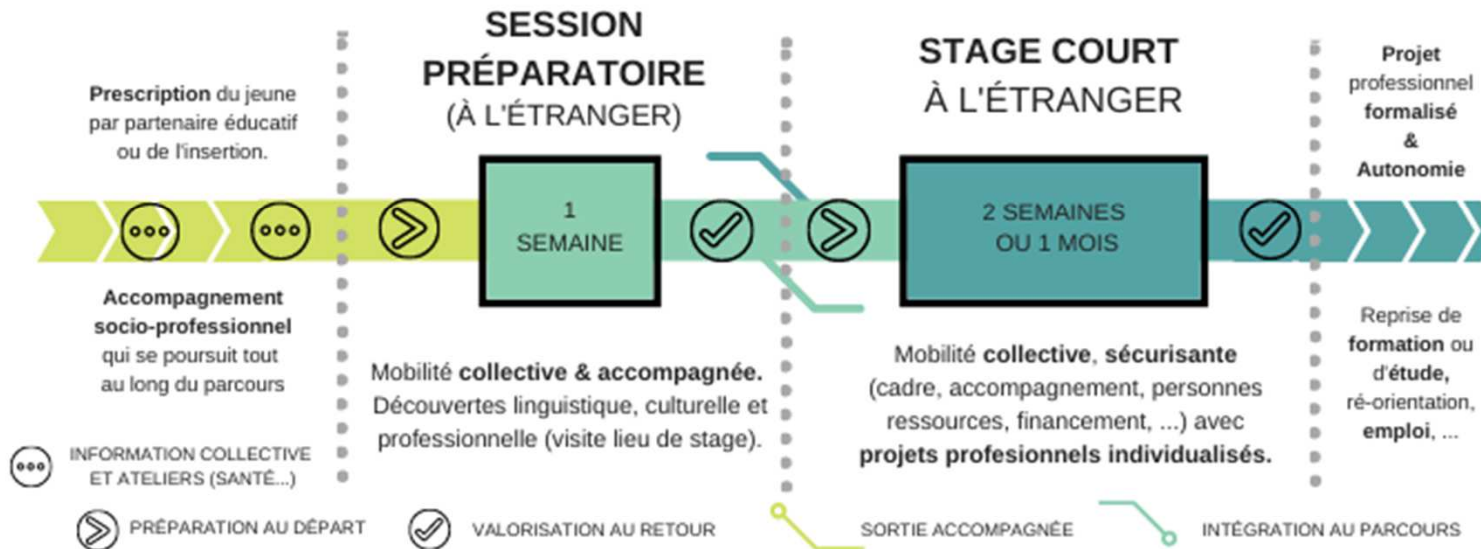 Prescription du jeune
par partenaire éducatif
ou de l'insertion.
Accompagnement
socio-professionnel
qui se poursuit tout
au long du parcours
SESSION
PRÉPARATOIRE
(À L'ÉTRANGER)
1
SEMAINE
Mobilité collective & accompagnée.
Découvertes linguistique, culturelle et
professionnelle (visite lieu de stage).
STAGE COURT
À L'ÉTRANGER
2 SEMAINES
OU 1 MOIS
Mobilité collective, sécurisante
(cadre, accompagnement, personnes
ressources, financement, ...) avec
projets profesionnels individualisés.
Projet
professionnel
formalisé
&
Autonomie
Reprise de
formation ou
d'étude,
ré-orientation,
emploi, ...
INFORMATION COLLECTIVE
ET ATELIERS (SANTÉ...)
PRÉPARATION AU DÉPART
VALORISATION AU RETOUR
SORTIE ACCOMPAGNÉE
INTÉGRATION AU PARCOURS